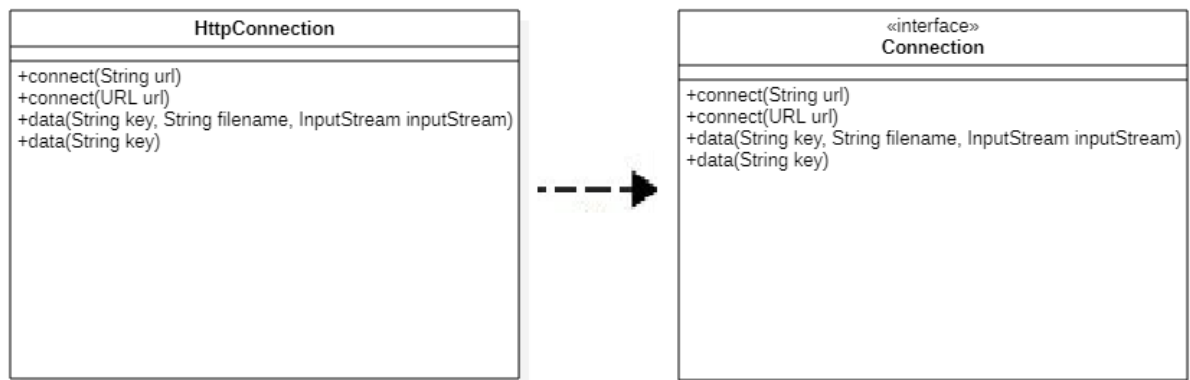 HttpConnection
+connect(String url)
+connect(URL url)
+data(String key, String filename, InputStream inputStream)
+data(String key)
«interface»
Connection
+connect(String url)
+connect(URL url)
+data(String key, String filename, InputStream inputStream)
+data(String key)